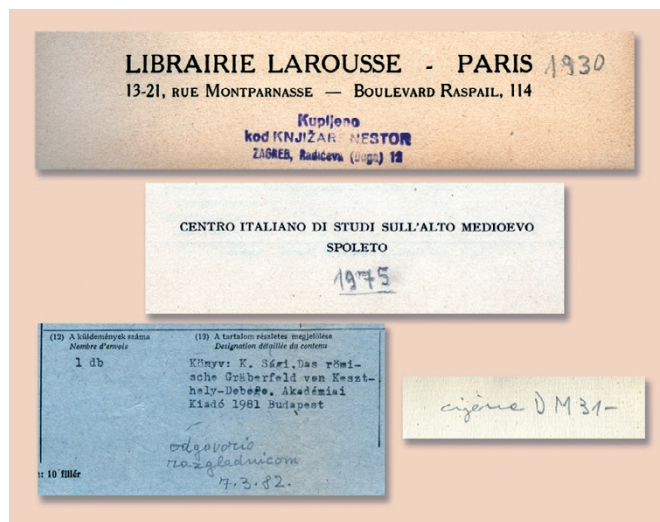 LIBRAIRIE LAROUSSE - PARIS 1930
13-21, RUE MONTPARNASSE — BOULEVARD RASPAIL, 114
Kupljeno
kod KNJIŽARE NESTOR
ZAGREB, Radićeva (Duga) 12
CENTRO ITALIANO DI STUDI SULL'ALTO MEDIOEVO
SPOLETO
1975
(12) A küldemények száma
Nombre d'envois
1 db
(13) A tartalom részletes megjelölése
Désignation détaillée du contenu
Könyv: K. Sági.Das römi-
sche Gräberfeld von Keszt-
hely-Dobogo. Akadémiai
Kiadó 1981 Budapest
odgovorio
razglednicom
7.3.82.
: 10 fillér
cijena DM 31-